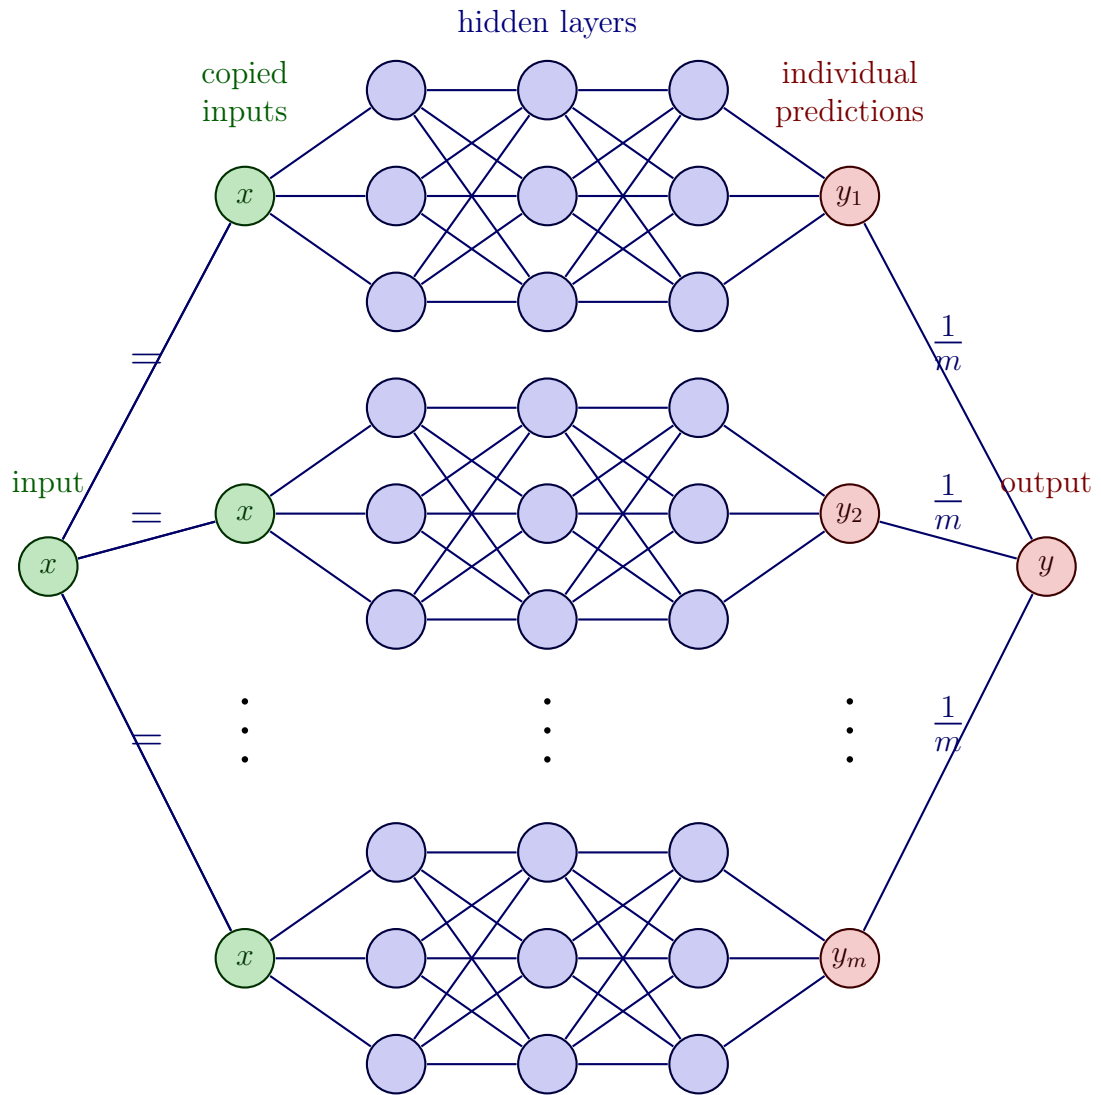 hidden layers
copied
inputs
individual
predictions
x
y₁
=
1/m
input
output
=
x
y₂
1/m
x
y
=
1/m
x
yₘ